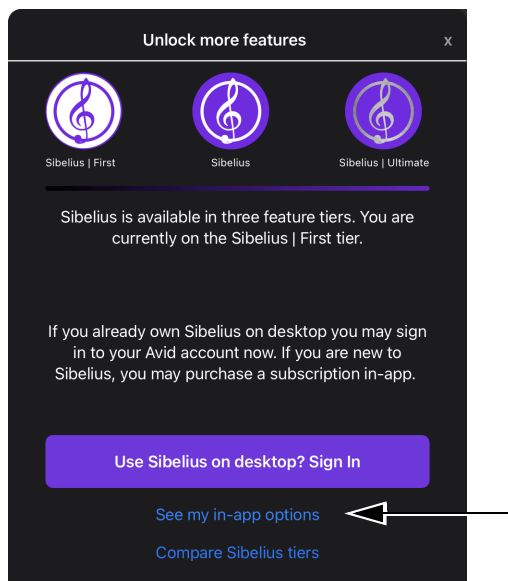 Unlock more features
x
Sibelius | First
Sibelius
Sibelius | Ultimate
Sibelius is available in three feature tiers. You are
currently on the Sibelius | First tier.
If you already own Sibelius on desktop you may sign
in to your Avid account now. If you are new to
Sibelius, you may purchase a subscription in-app.
Use Sibelius on desktop? Sign In
See my in-app options
Compare Sibelius tiers